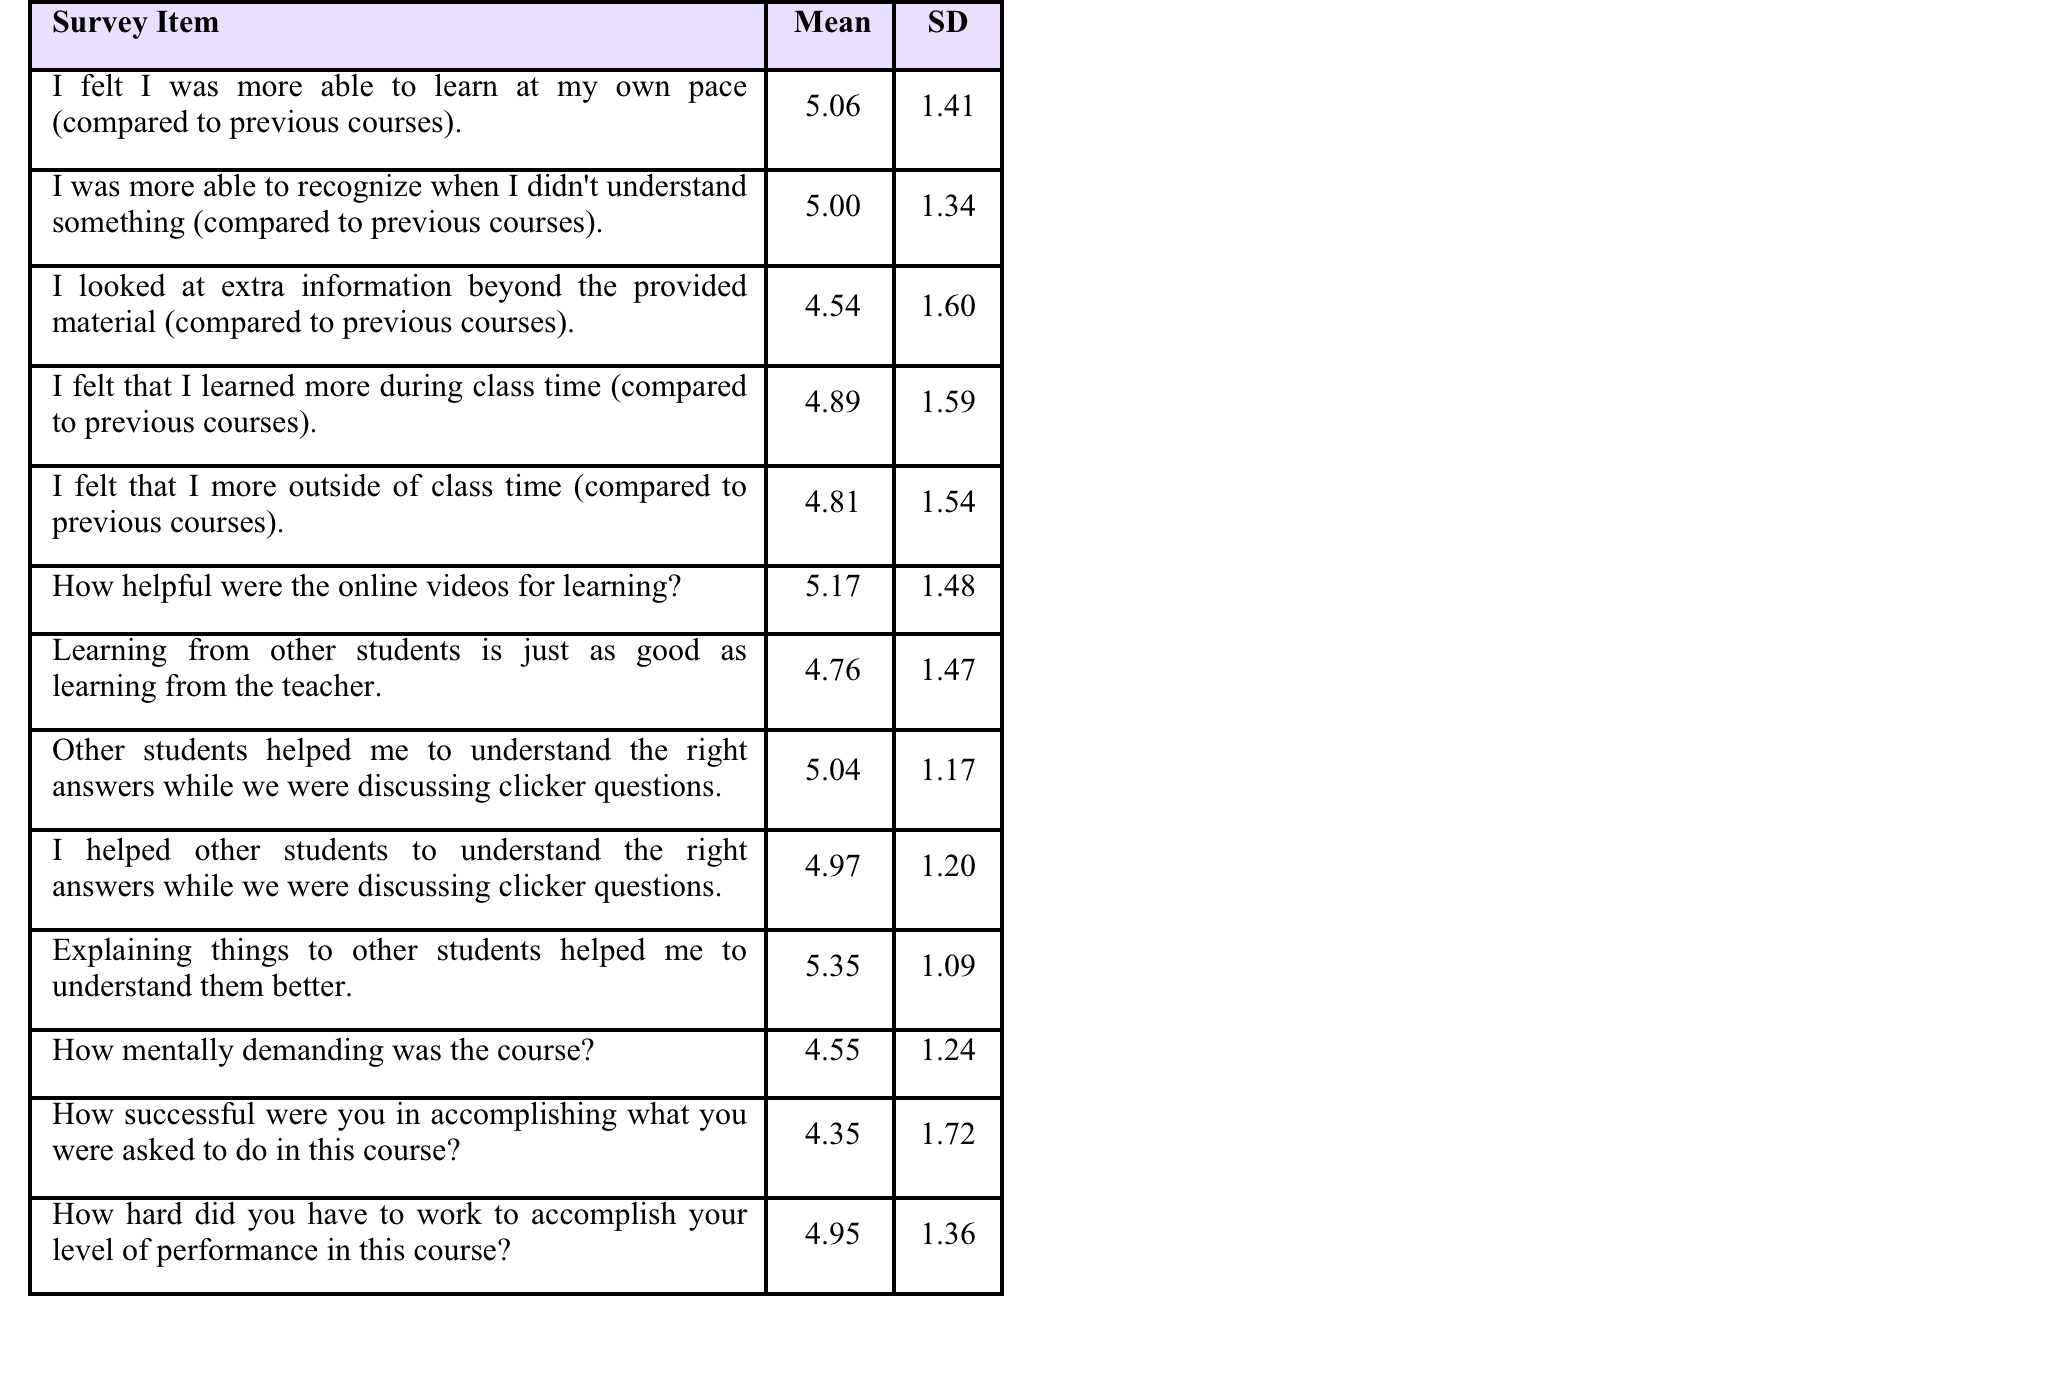 Survey Item Mean SD
I felt I was more able to learn at my own pace
(compared to previous courses).
5.06 1.41
I was more able to recognize when I didn't understand
something (compared to previous courses).
5.00 1.34
I looked at extra information beyond the provided
material (compared to previous courses).
4.54 1.60
I felt that I learned more during class time (compared
to previous courses).
4.89 1.59
I felt that I more outside of class time (compared to
previous courses).
4.81 1.54
How helpful were the online videos for learning? 5.17 1.48
Learning from other students is just as good as
learning from the teacher.
4.76 1.47
Other students helped me to understand the right
answers while we were discussing clicker questions.
5.04 1.17
I helped other students to understand the right
answers while we were discussing clicker questions.
4.97 1.20
Explaining things to other students helped me to
understand them better.
5.35 1.09
How mentally demanding was the course? 4.55 1.24
How successful were you in accomplishing what you
were asked to do in this course?
4.35 1.72
How hard did you have to work to accomplish your
level of performance in this course?
4.95 1.36